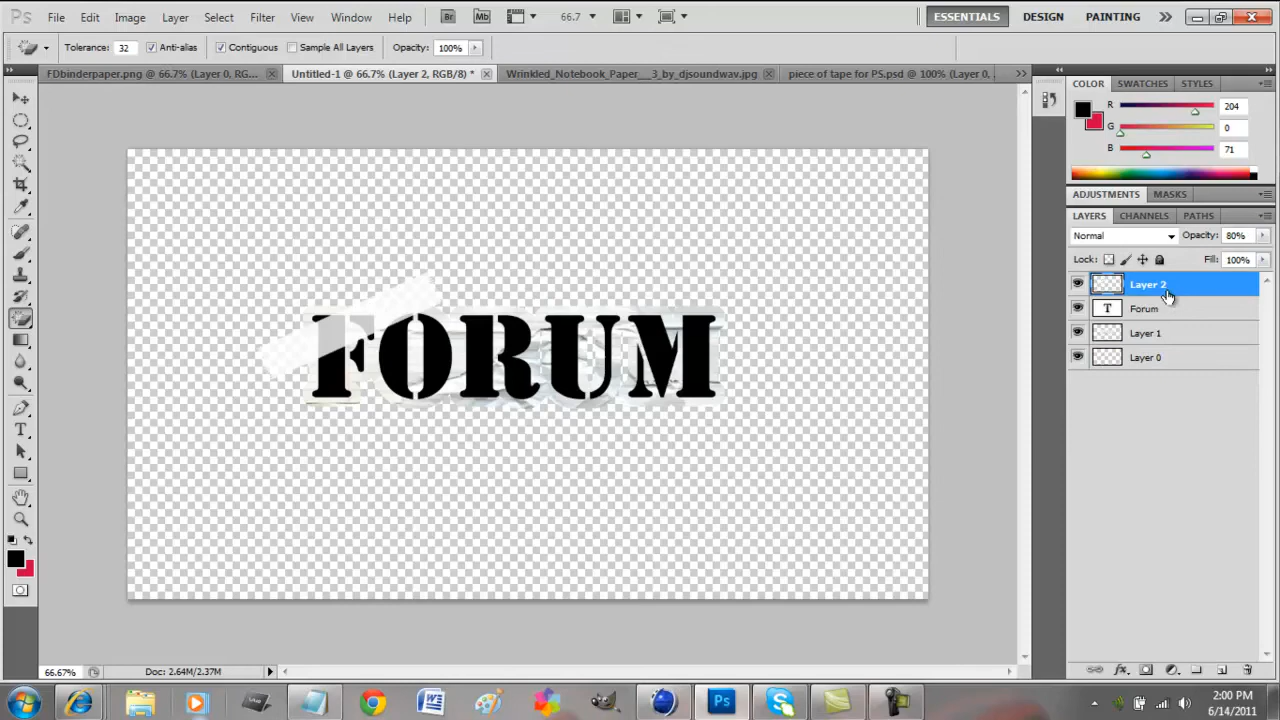 Ps File Edit Image Layer Select Filter View Window Help Br Mb 66.7 ESSENTIALS DESIGN PAINTING
Tolerance: 32 Anti-alias Contiguous Sample All Layers Opacity: 100%
FDbinderpaper.png @ 66.7% (Layer 0, RG... Untitled-1 @ 66.7% (Layer 2, RGB/8) * Wrinkled_Notebook_Paper___3_by_djsoundwav.jpg piece of tape for PS.psd @ 100% (Layer 0,
COLOR SWATCHES STYLES
R 204
G 0
B 71
ADJUSTMENTS MASKS
LAYERS CHANNELS PATHS
Normal Opacity: 80%
Lock: Fill: 100%
Layer 2
T Forum
Layer 1
Layer 0
FORUM
T
66.67% Doc: 2.64M/2.37M
fx
W Ps S
2:00 PM
6/14/2011